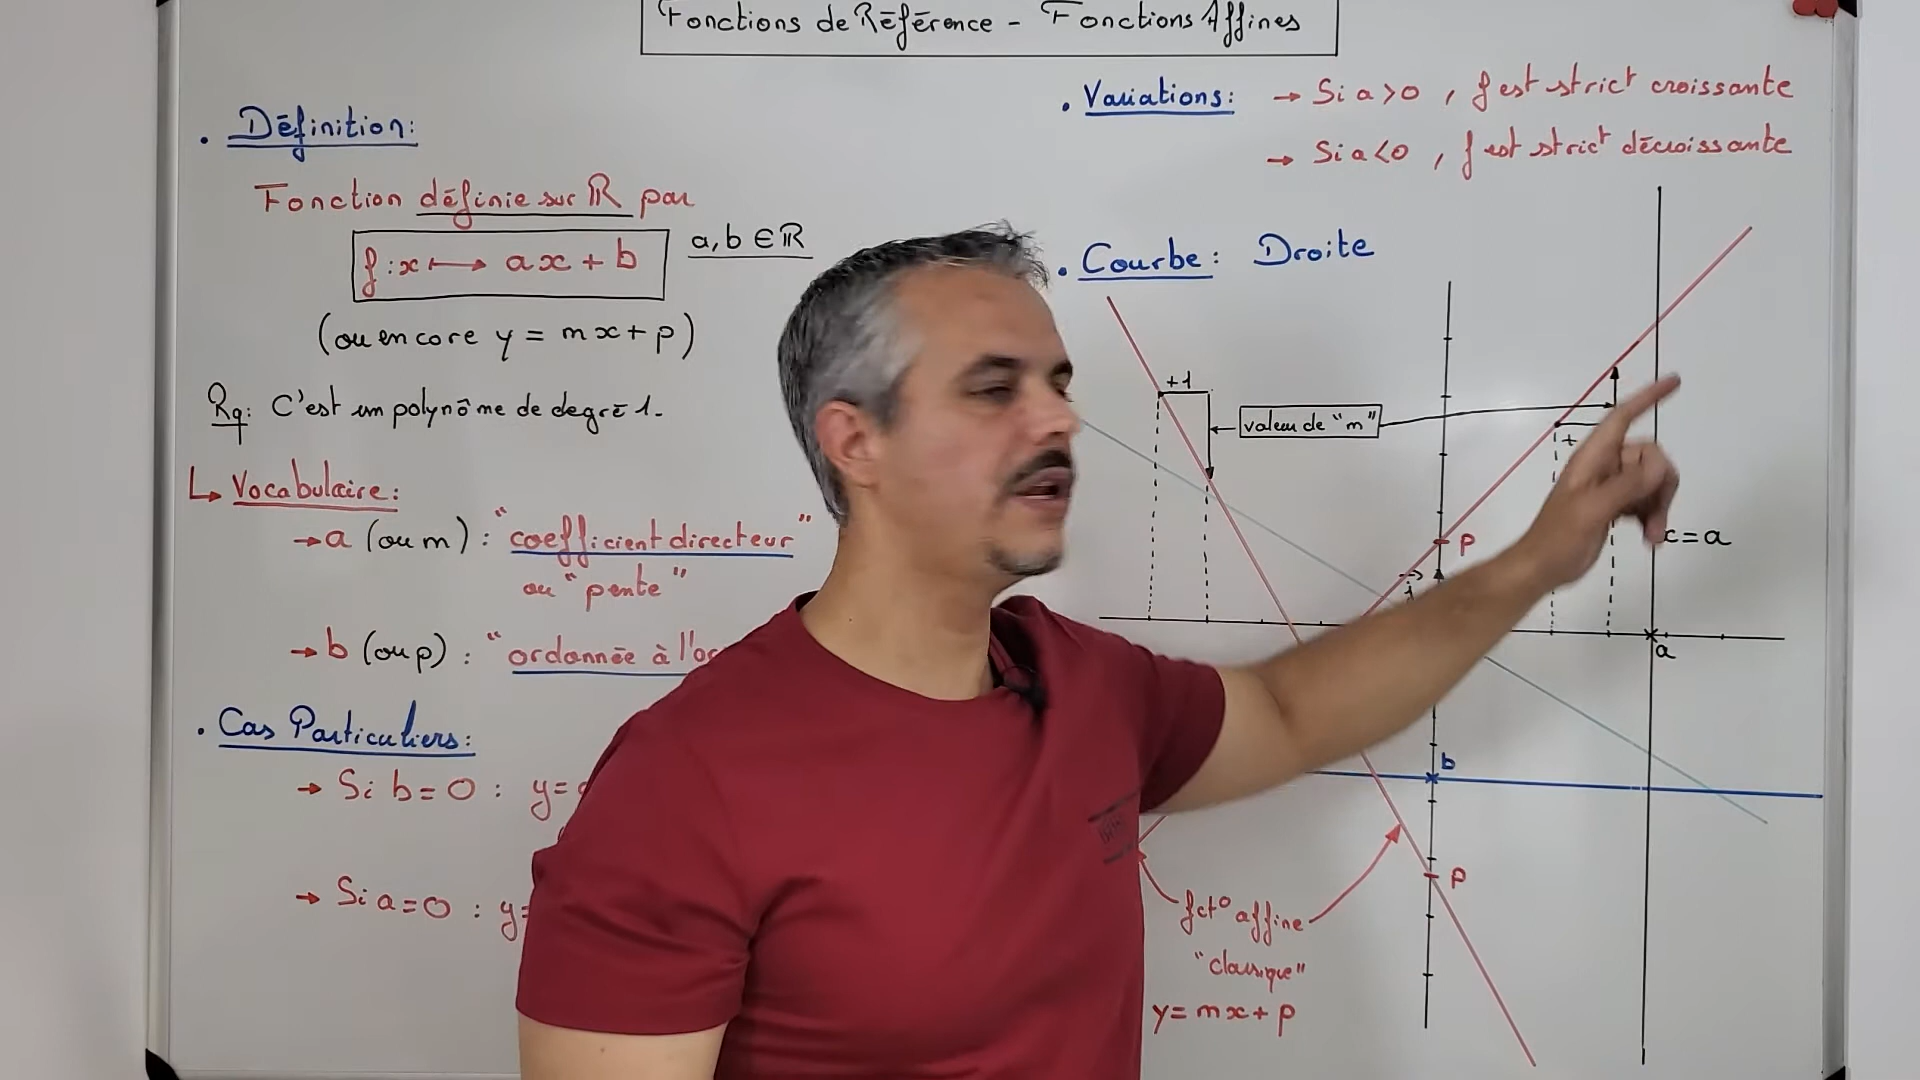 Fonctions de Référence - Fonctions Affines
. Définition:
Fonction définie sur ℝ par
f : x ⟼ ax + b
a, b ∈ ℝ
(ou encore y = mx + p)
Rq: C'est un polynôme de degré 1.
↳ Vocabulaire:
→ a (ou m) : "coefficient directeur"
ou "pente"
→ b (ou p) : "ordonnée à l'
. Cas Particuliers:
→ Si b = 0 : y =
→ Si a = 0 : y =
. Variations: → Si a > 0 , f est strict^t croissante
→ Si a < 0 , f est strict^t décroissante
. Courbe: Droite
+1
valeur de "m"
+
p
= a
j
a
b
p
fct° affine
"classique"
y = mx + p